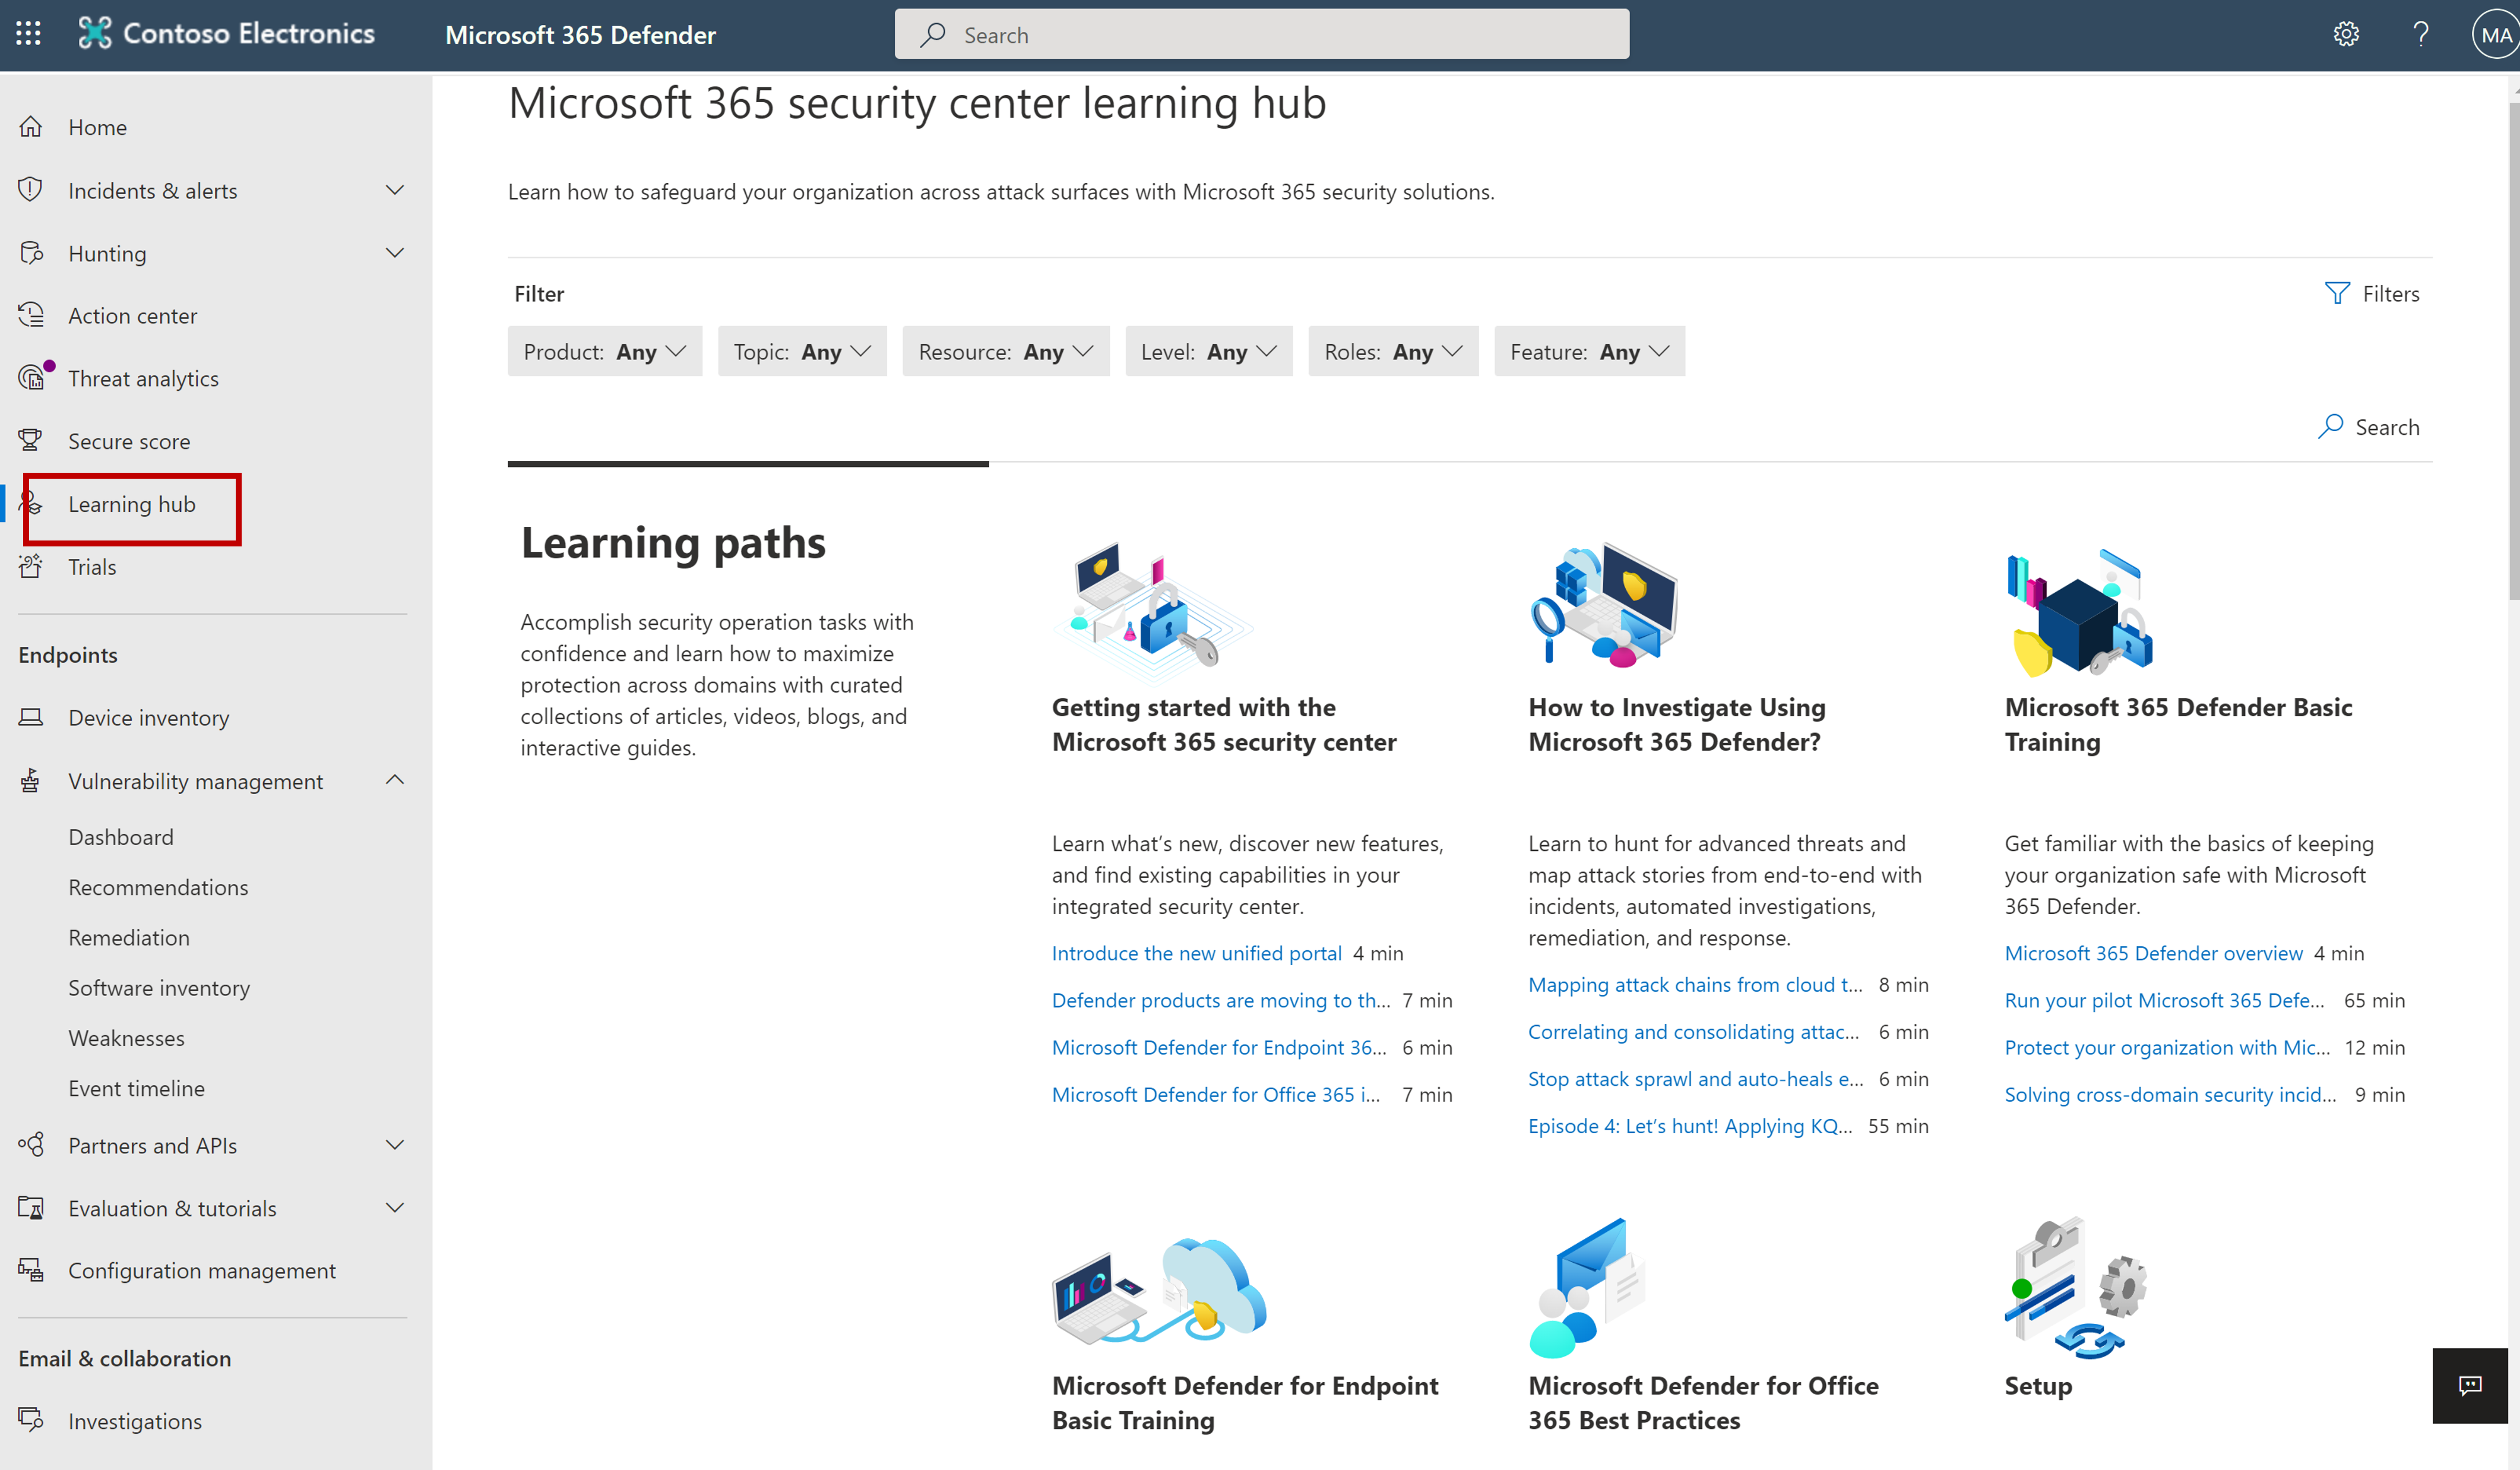 Contoso Electronics
Microsoft 365 Defender
Search
MA
Home
Incidents & alerts
Hunting
Action center
Threat analytics
Secure score
Learning hub
Trials
Endpoints
Device inventory
Vulnerability management
Dashboard
Recommendations
Remediation
Software inventory
Weaknesses
Event timeline
Partners and APIs
Evaluation & tutorials
Configuration management
Email & collaboration
Investigations
Microsoft 365 security center learning hub
Learn how to safeguard your organization across attack surfaces with Microsoft 365 security solutions.
Filter
Filters
Product: Any
Topic: Any
Resource: Any
Level: Any
Roles: Any
Feature: Any
Search
Learning paths
Accomplish security operation tasks with
confidence and learn how to maximize
protection across domains with curated
collections of articles, videos, blogs, and
interactive guides.
Getting started with the
Microsoft 365 security center
Learn what's new, discover new features,
and find existing capabilities in your
integrated security center.
Introduce the new unified portal 4 min
Defender products are moving to th... 7 min
Microsoft Defender for Endpoint 36... 6 min
Microsoft Defender for Office 365 i... 7 min
How to Investigate Using
Microsoft 365 Defender?
Learn to hunt for advanced threats and
map attack stories from end-to-end with
incidents, automated investigations,
remediation, and response.
Mapping attack chains from cloud t... 8 min
Correlating and consolidating attac... 6 min
Stop attack sprawl and auto-heals e... 6 min
Episode 4: Let's hunt! Applying KQ... 55 min
Microsoft 365 Defender Basic
Training
Get familiar with the basics of keeping
your organization safe with Microsoft
365 Defender.
Microsoft 365 Defender overview 4 min
Run your pilot Microsoft 365 Defe... 65 min
Protect your organization with Mic... 12 min
Solving cross-domain security incid... 9 min
Microsoft Defender for Endpoint
Basic Training
Microsoft Defender for Office
365 Best Practices
Setup